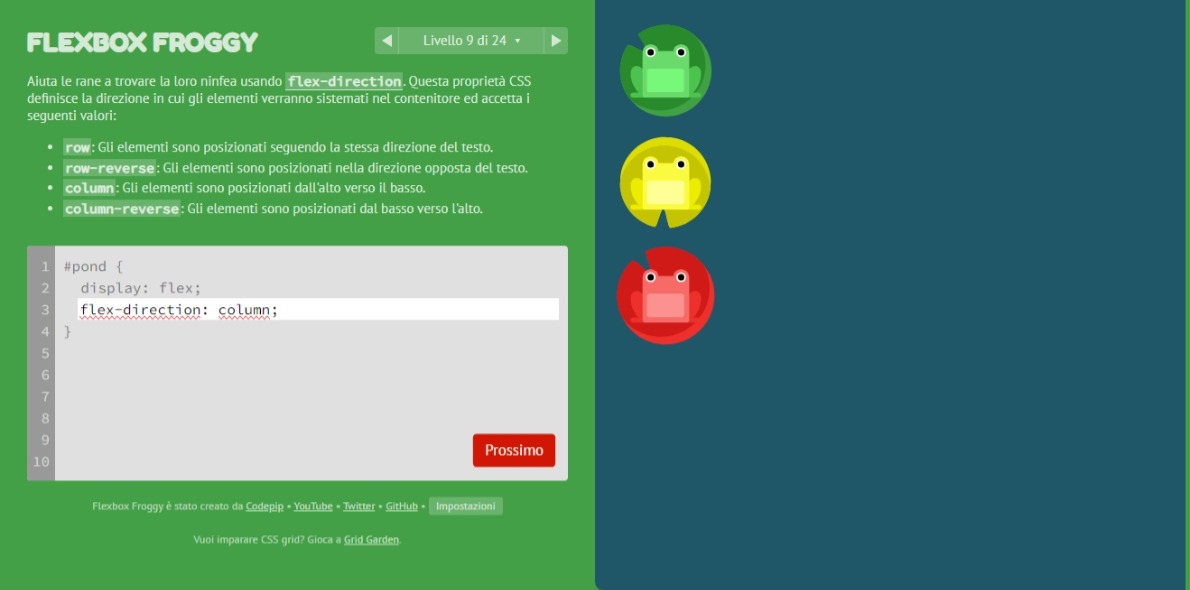 FLEXBOX FROGGY
Livello 9 di 24
Aiuta le rane a trovare la loro ninfea usando flex-direction. Questa proprietà CSS
definisce la direzione in cui gli elementi verranno sistemati nel contenitore ed accetta i
seguenti valori:
• row: Gli elementi sono posizionati seguendo la stessa direzione del testo.
• row-reverse: Gli elementi sono posizionati nella direzione opposta del testo.
• column: Gli elementi sono posizionati dall'alto verso il basso.
• column-reverse: Gli elementi sono posizionati dal basso verso l'alto.
1 #pond {
2 display: flex;
3 flex-direction: column;
4 }
5
6
7
8
9
10
Prossimo
Flexbox Froggy è stato creato da Codepip • YouTube • Twitter • GitHub • Impostazioni
Vuoi imparare CSS grid? Gioca a Grid Garden.